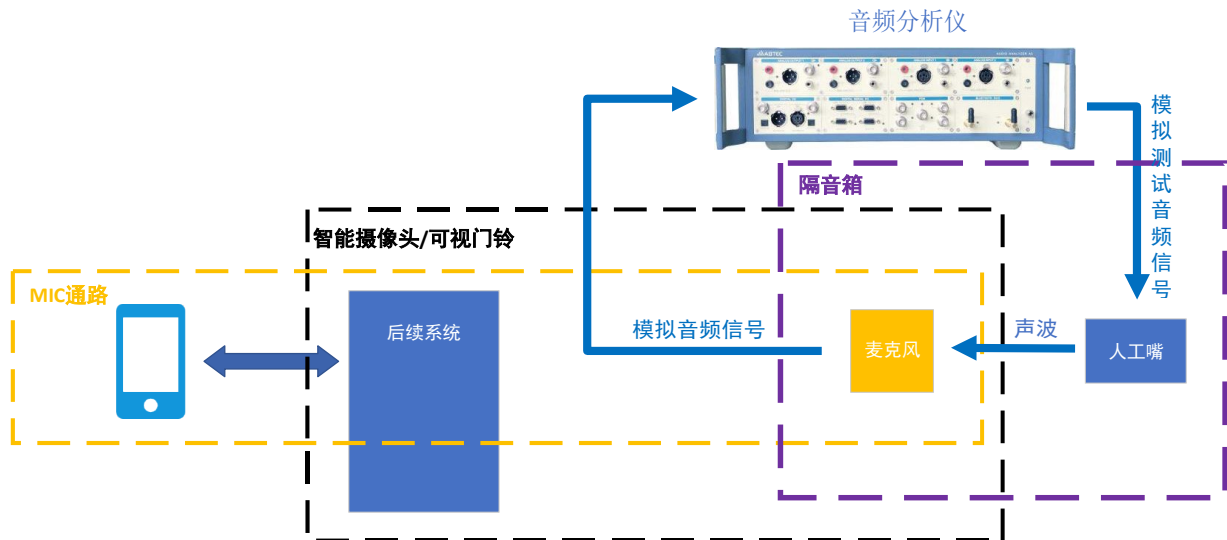 音频分析仪
模拟测试音频信号
隔音箱
智能摄像头/可视门铃
MIC通路
后续系统
模拟音频信号
麦克风
声波
人工嘴